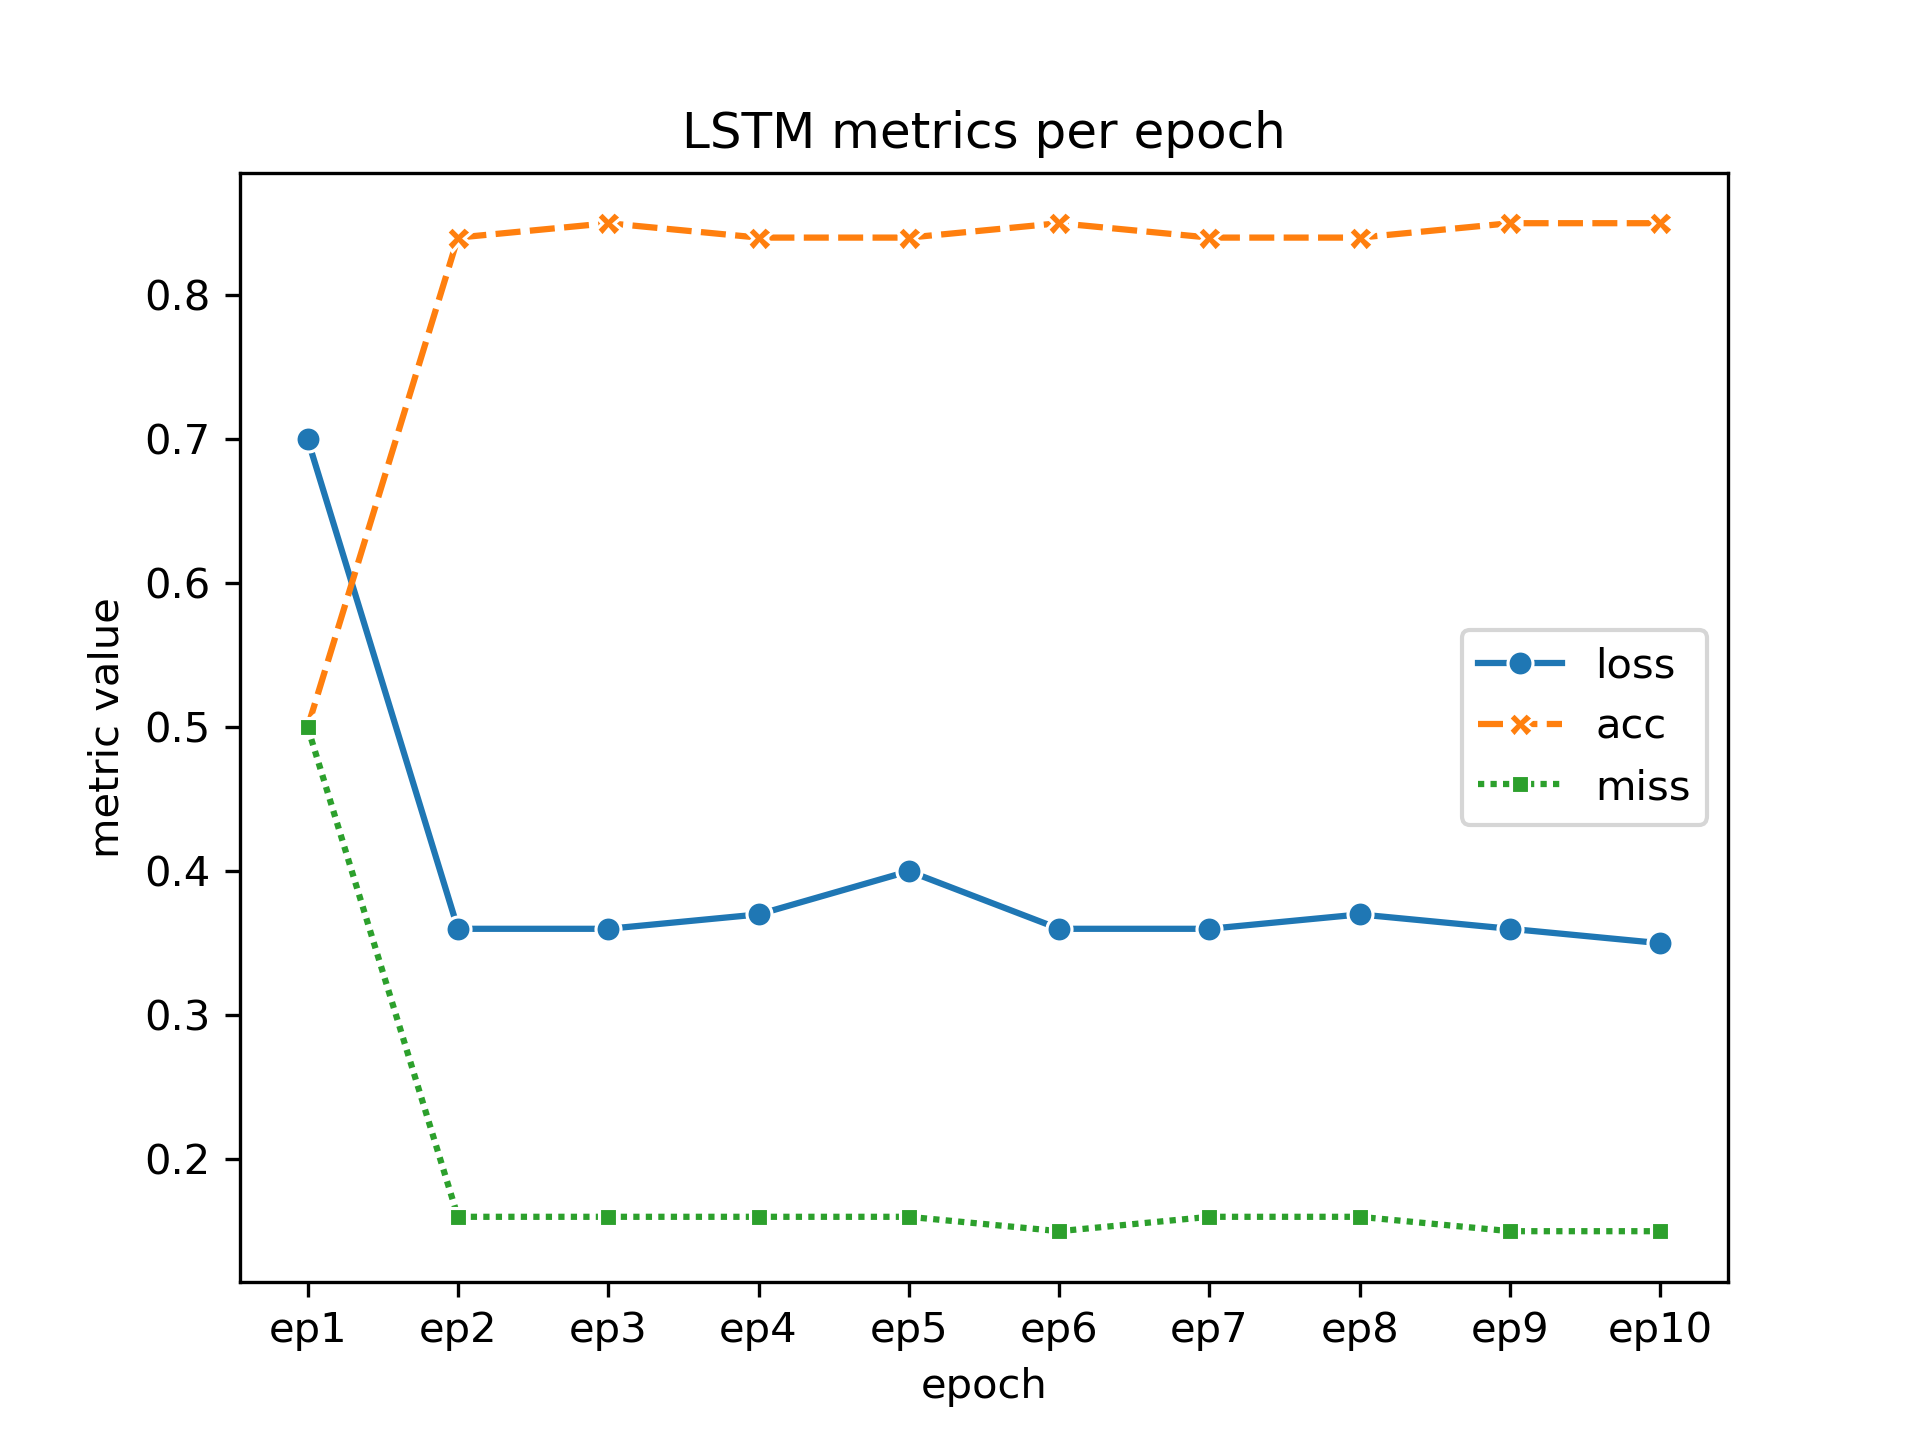 LSTM metrics per epoch
metric value
0.8
0.7
0.6
0.5
0.4
0.3
0.2
loss
acc
miss
ep1 ep2 ep3 ep4 ep5 ep6 ep7 ep8 ep9 ep10
epoch